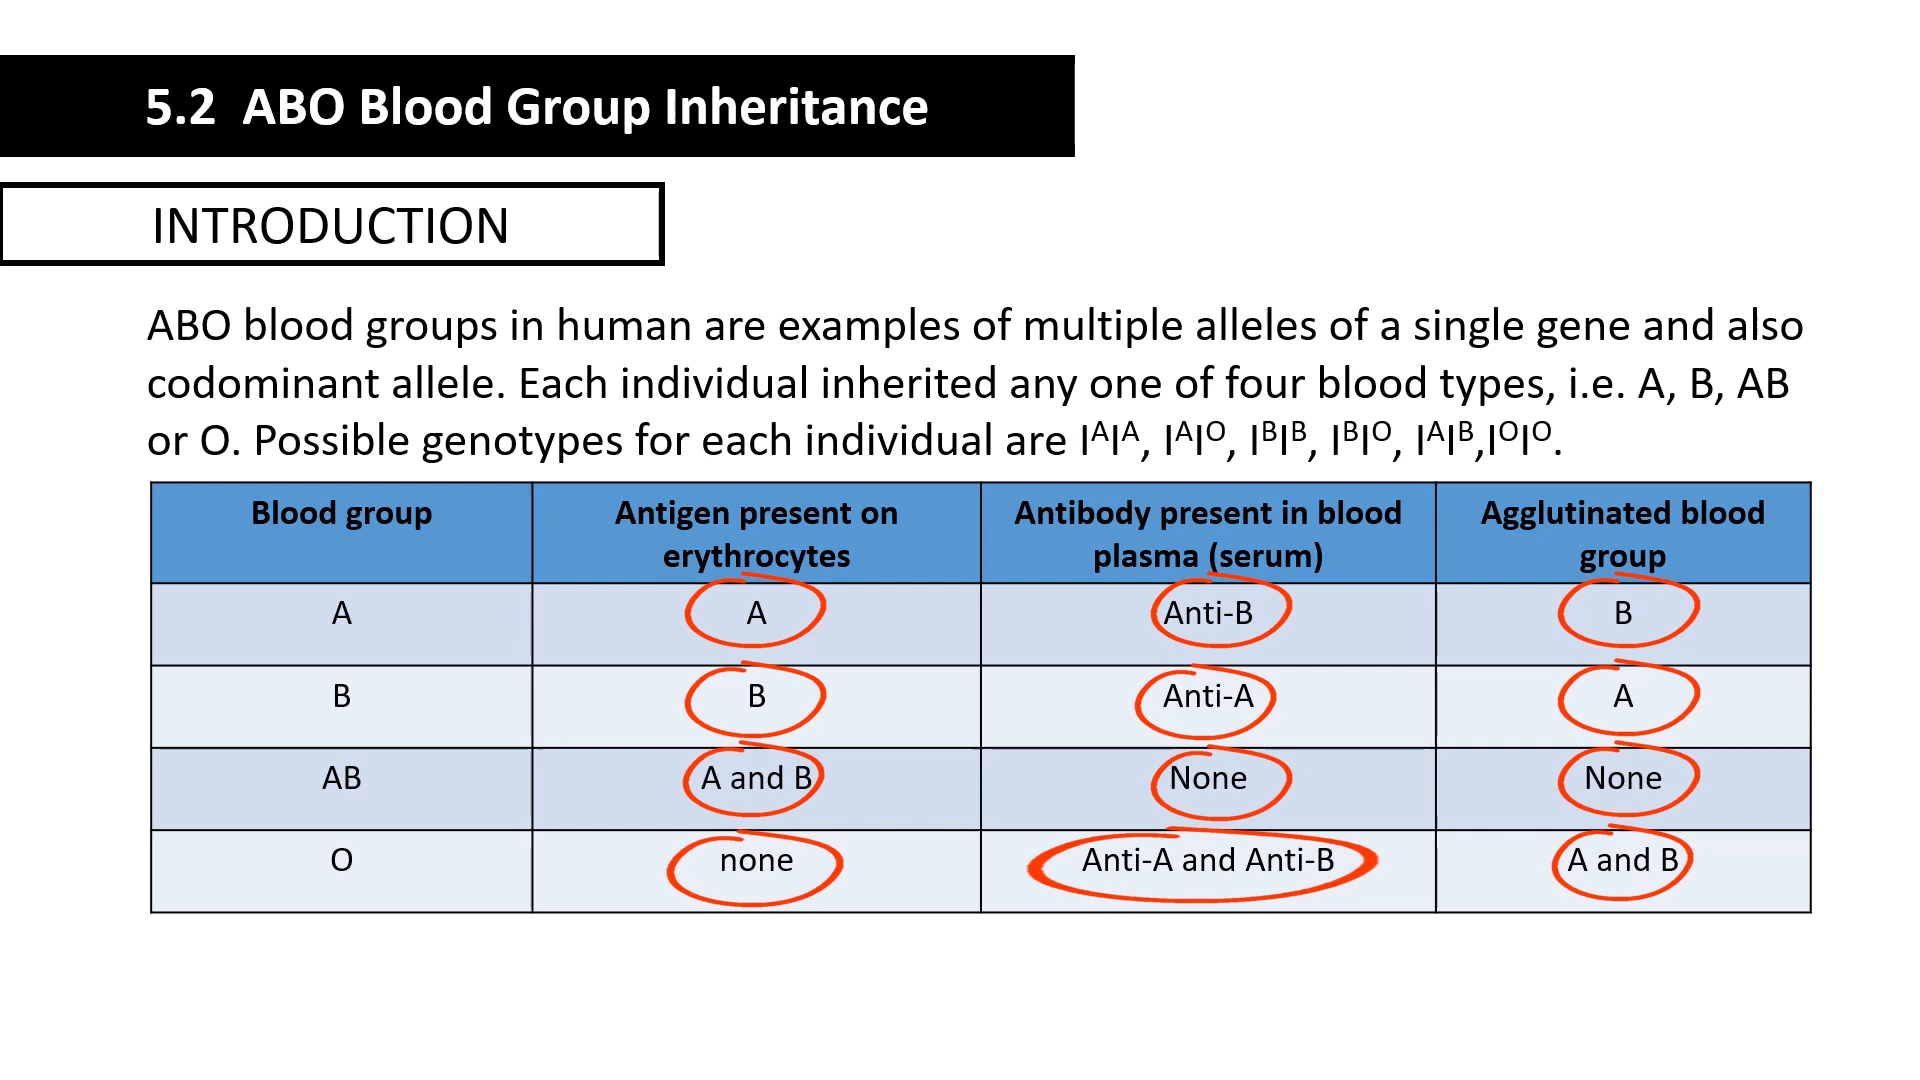 5.2 ABO Blood Group Inheritance
INTRODUCTION
ABO blood groups in human are examples of multiple alleles of a single gene and also
codominant allele. Each individual inherited any one of four blood types, i.e. A, B, AB
or O. Possible genotypes for each individual are IᴬIᴬ, IᴬIᴼ, IᴮIᴮ, IᴮIᴼ, IᴬIᴮ,IᴼIᴼ.
Blood group | Antigen present on erythrocytes | Antibody present in blood plasma (serum) | Agglutinated blood group
A | A | Anti-B | B
B | B | Anti-A | A
AB | A and B | None | None
O | none | Anti-A and Anti-B | A and B